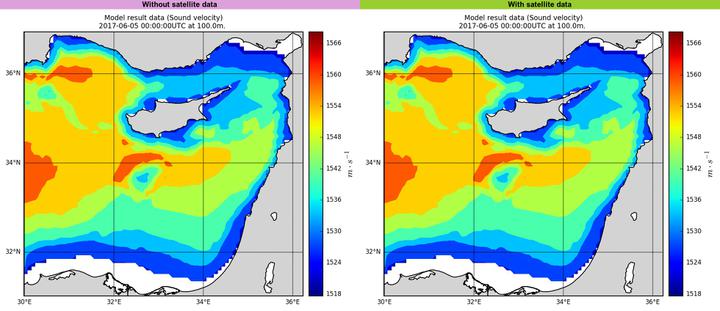 Without satellite data
With satellite data
Model result data (Sound velocity)
2017-06-05 00:00:00UTC at 100.0m.
Model result data (Sound velocity)
2017-06-05 00:00:00UTC at 100.0m.
36°N
34°N
32°N
30°E 32°E 34°E 36°E
1566
1560
1554
1548
1542
1536
1530
1524
1518
m · s⁻¹
36°N
34°N
32°N
30°E 32°E 34°E 36°E
1566
1560
1554
1548
1542
1536
1530
1524
1518
m · s⁻¹